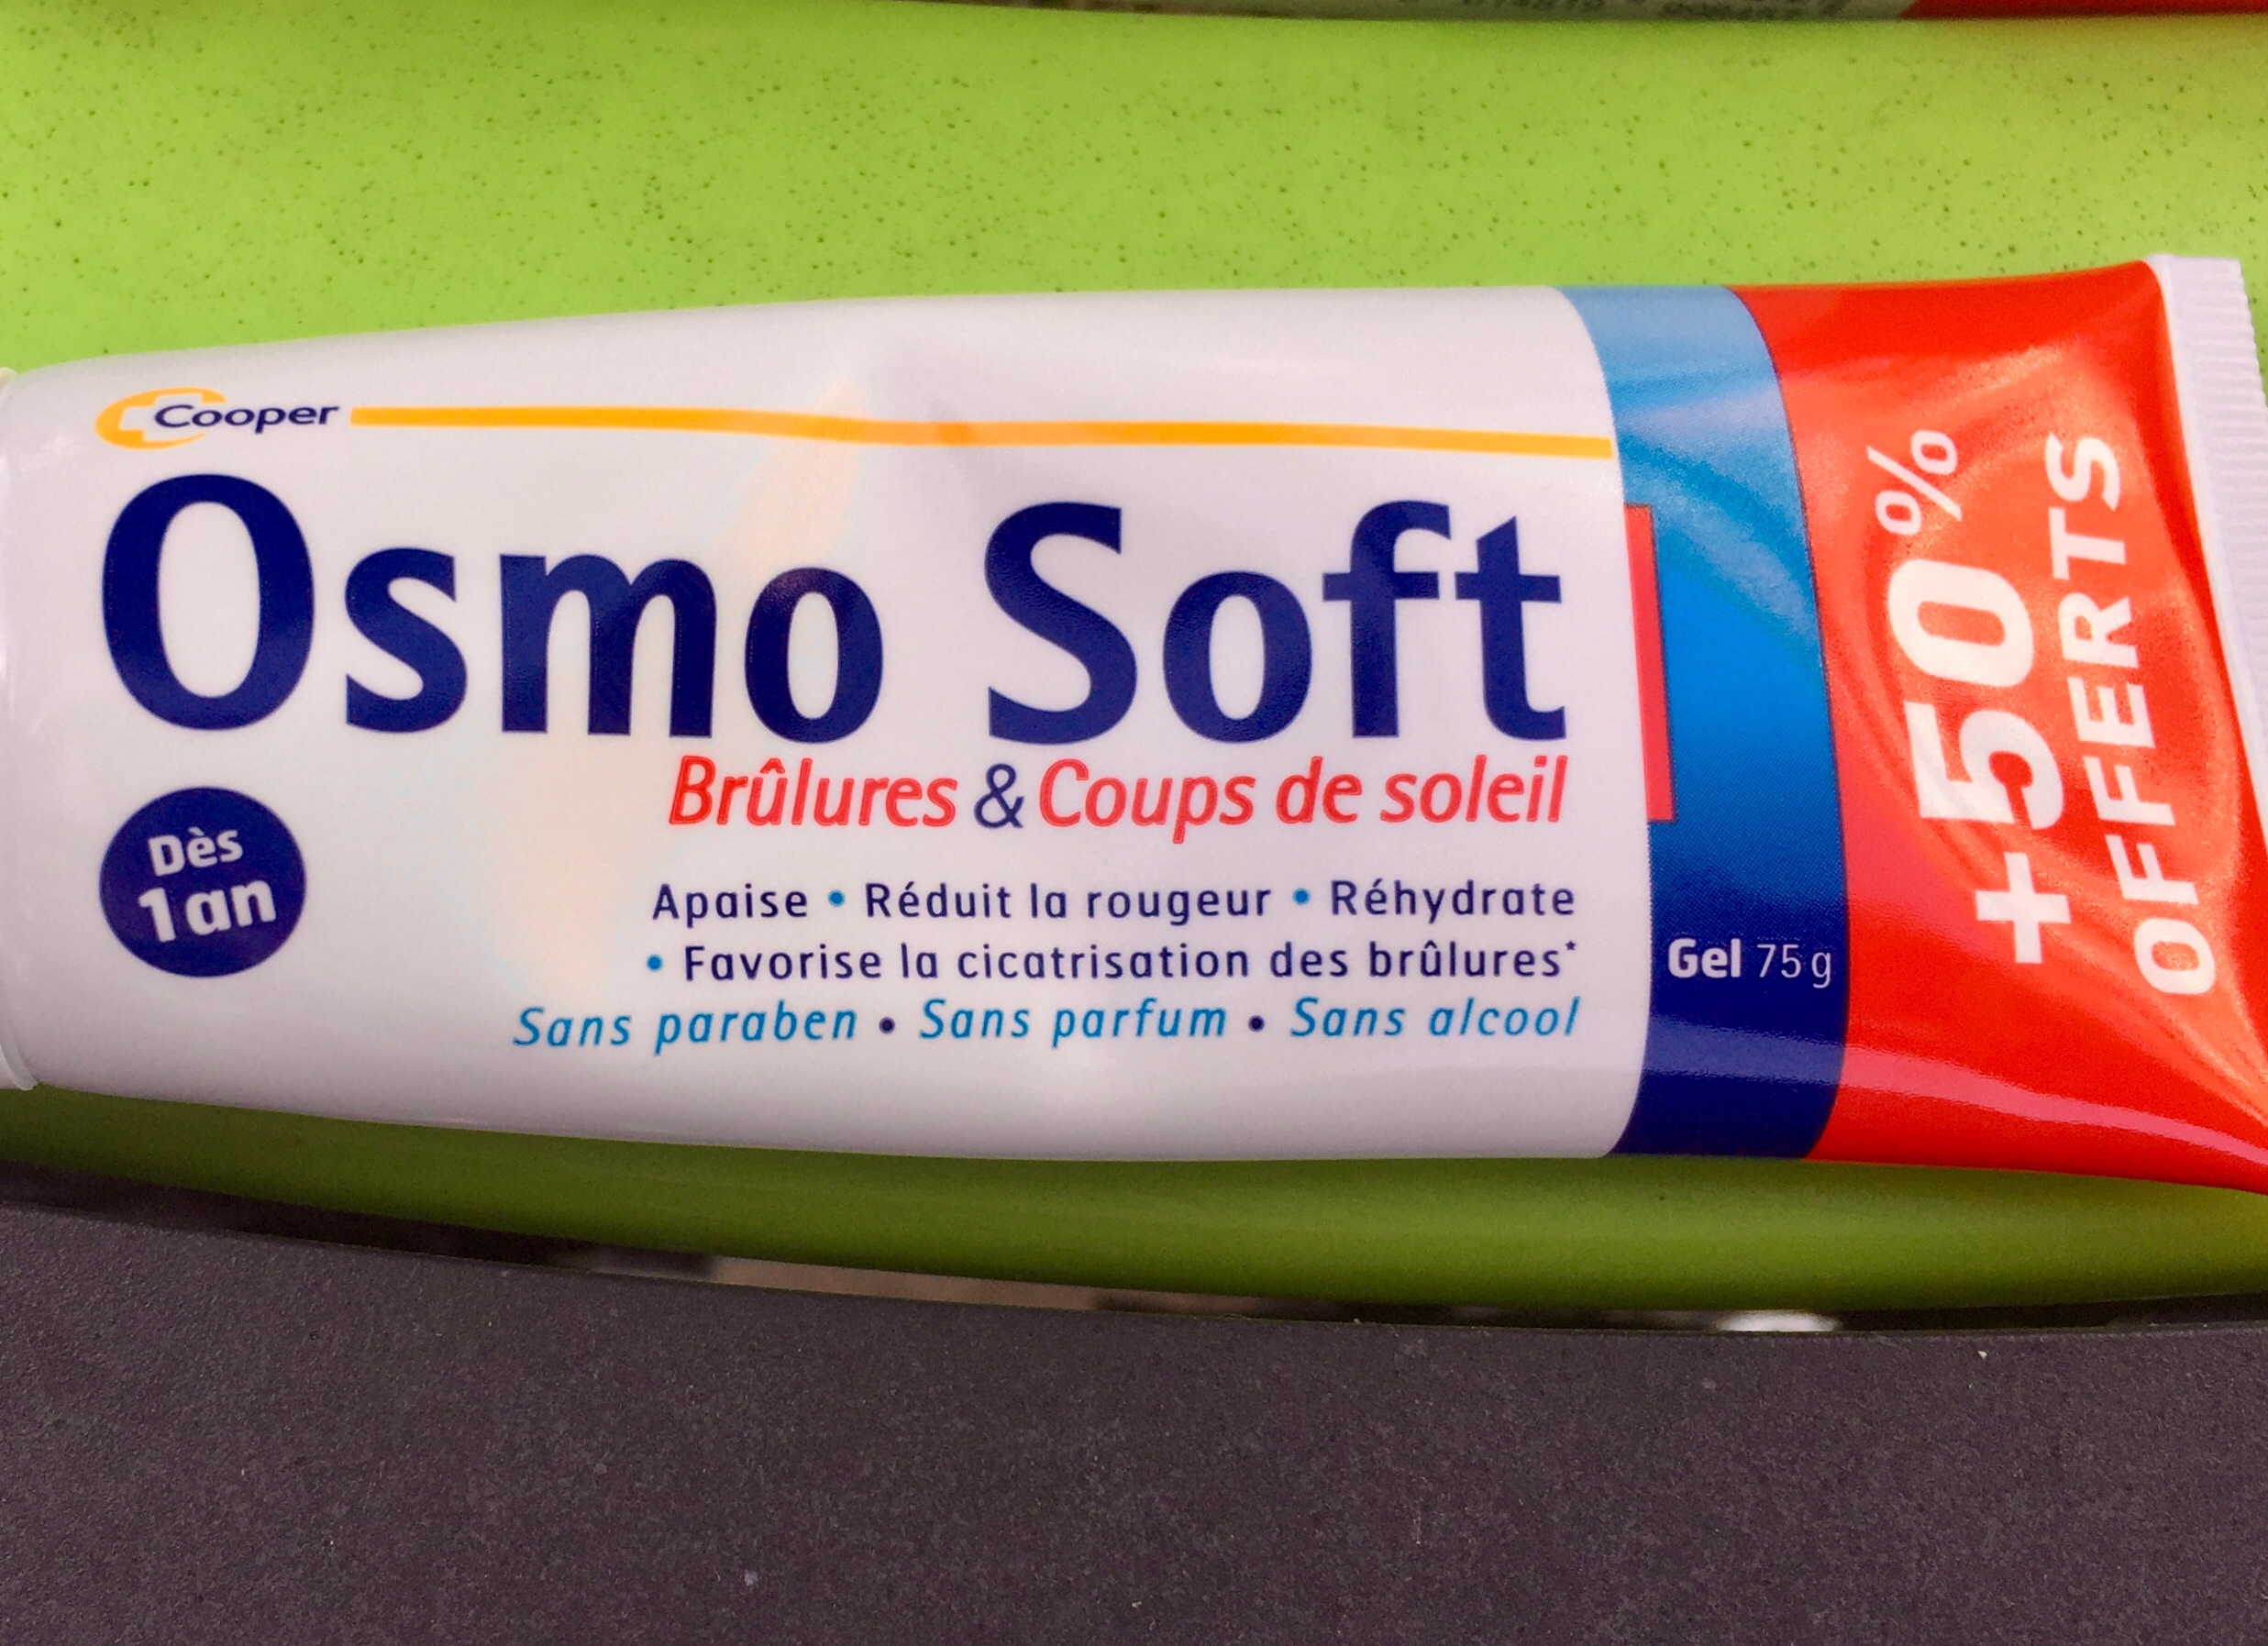 Cooper
Osmo Soft
Brûlures & Coups de soleil
Dès
1 an
Apaise • Réduit la rougeur • Réhydrate
• Favorise la cicatrisation des brûlures*
Sans paraben • Sans parfum • Sans alcool
Gel 75 g
+50%
OFFERTS